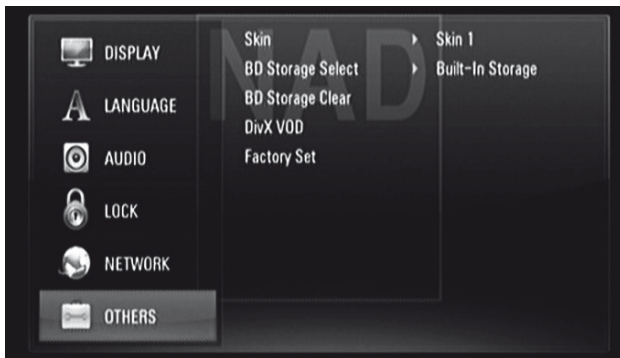 NAD
DISPLAY
LANGUAGE
AUDIO
LOCK
NETWORK
OTHERS
Skin
BD Storage Select
BD Storage Clear
DivX VOD
Factory Set
Skin 1
Built-In Storage